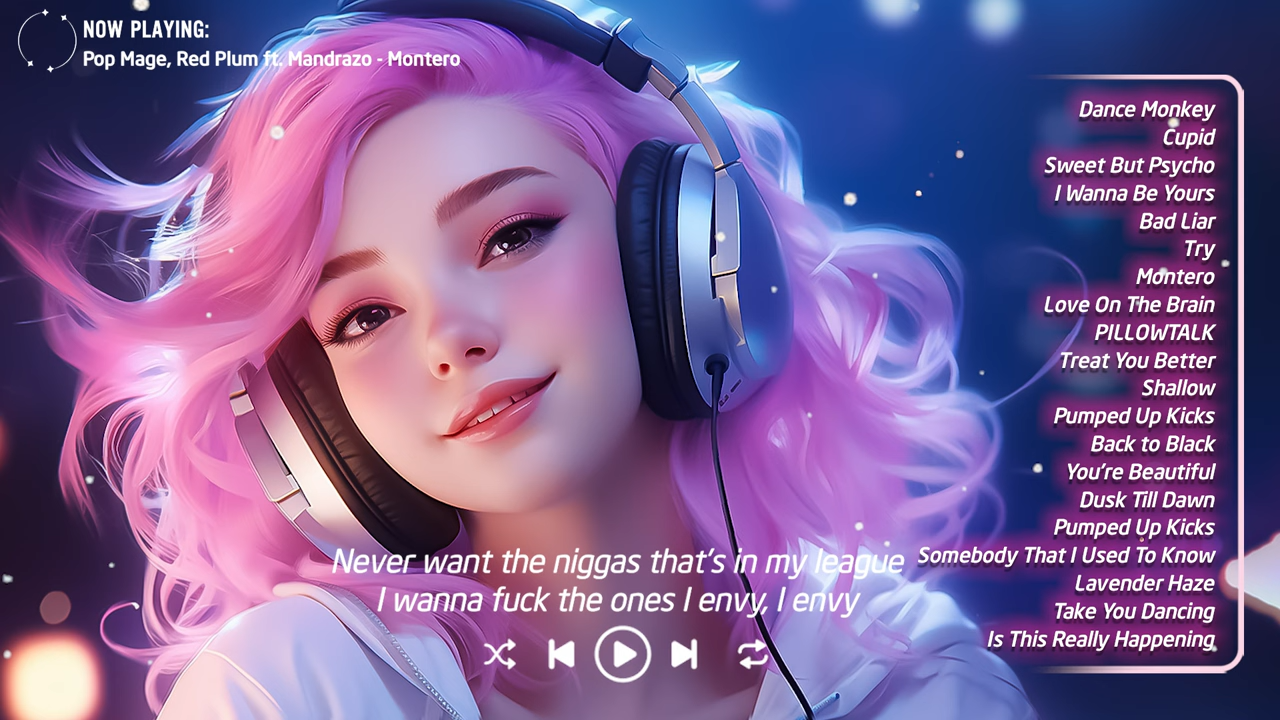 NOW PLAYING:
Pop Mage, Red Plum ft. Mandrazo - Montero
Dance Monkey
Cupid
Sweet But Psycho
I Wanna Be Yours
Bad Liar
Try
Montero
Love On The Brain
PILLOWTALK
Treat You Better
Shallow
Pumped Up Kicks
Back to Black
You're Beautiful
Dusk Till Dawn
Pumped Up Kicks
Somebody That I Used To Know
Lavender Haze
Take You Dancing
Is This Really Happening
Never want the niggas that's in my league
I wanna fuck the ones I envy, I envy